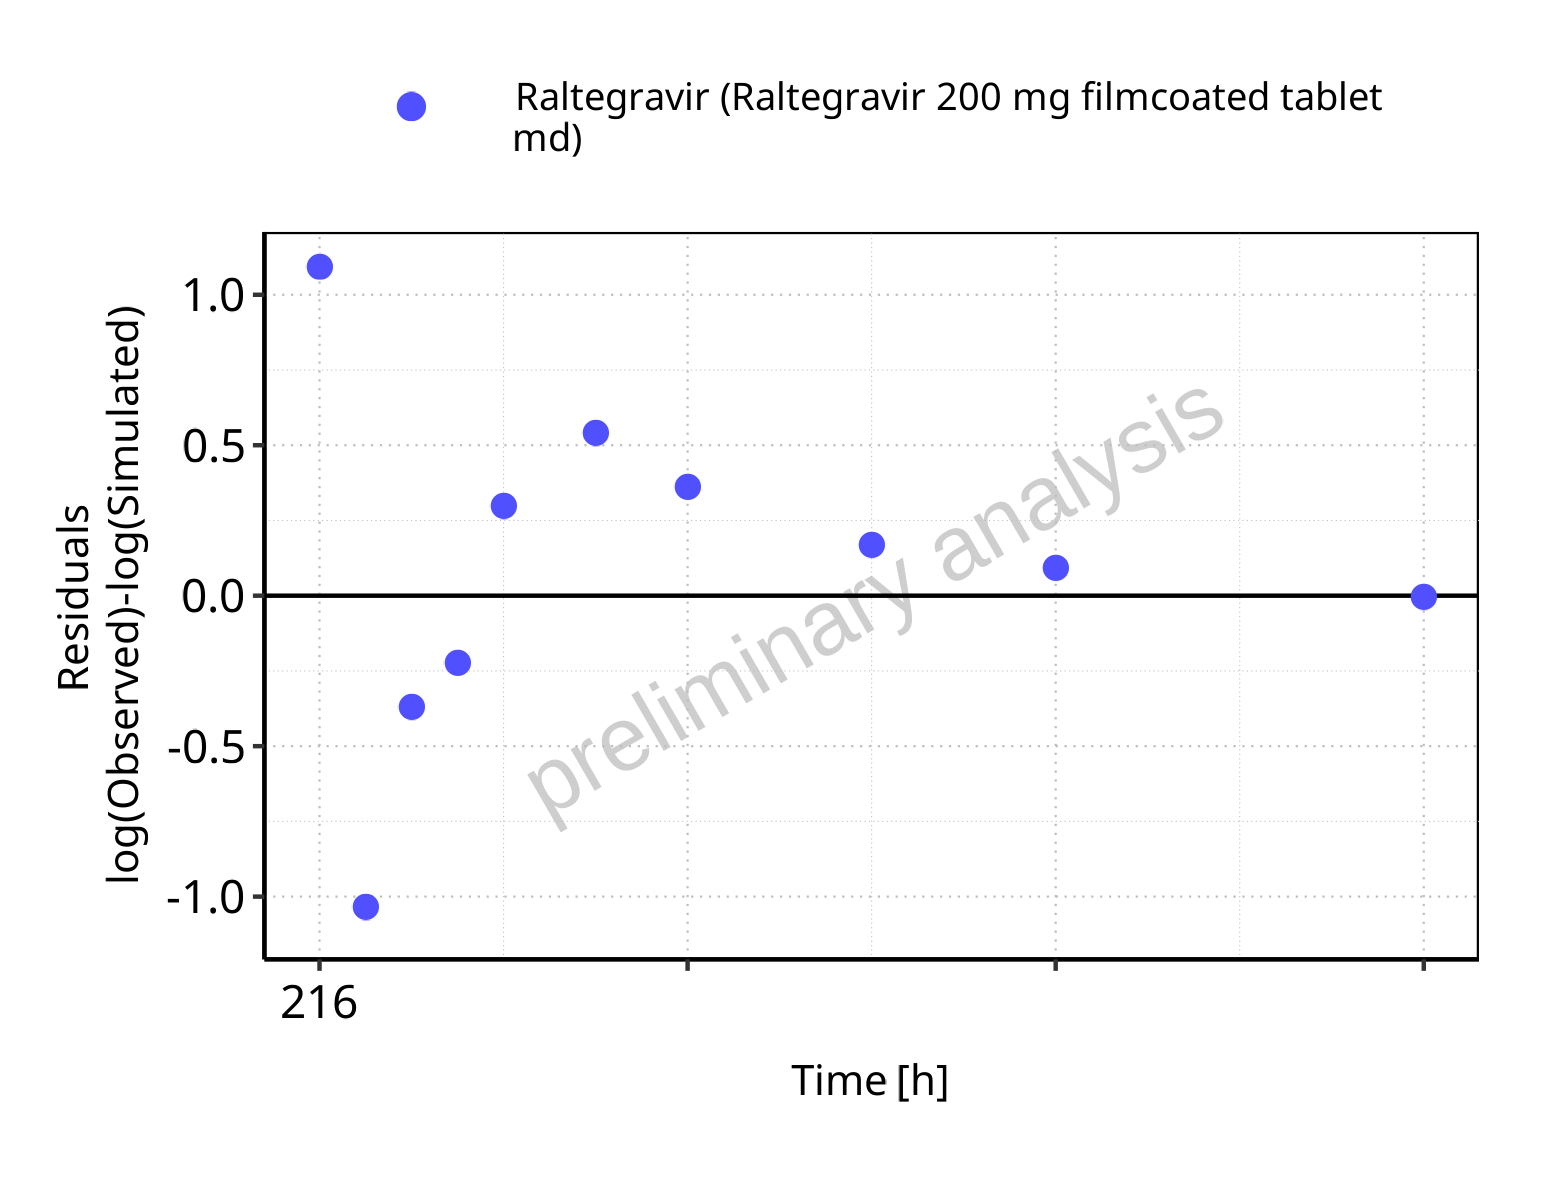 Raltegravir (Raltegravir 200 mg filmcoated tablet
md)
Residuals
log(Observed)-log(Simulated)
1.0
0.5
0.0
-0.5
-1.0
preliminary analysis
216
Time [h]